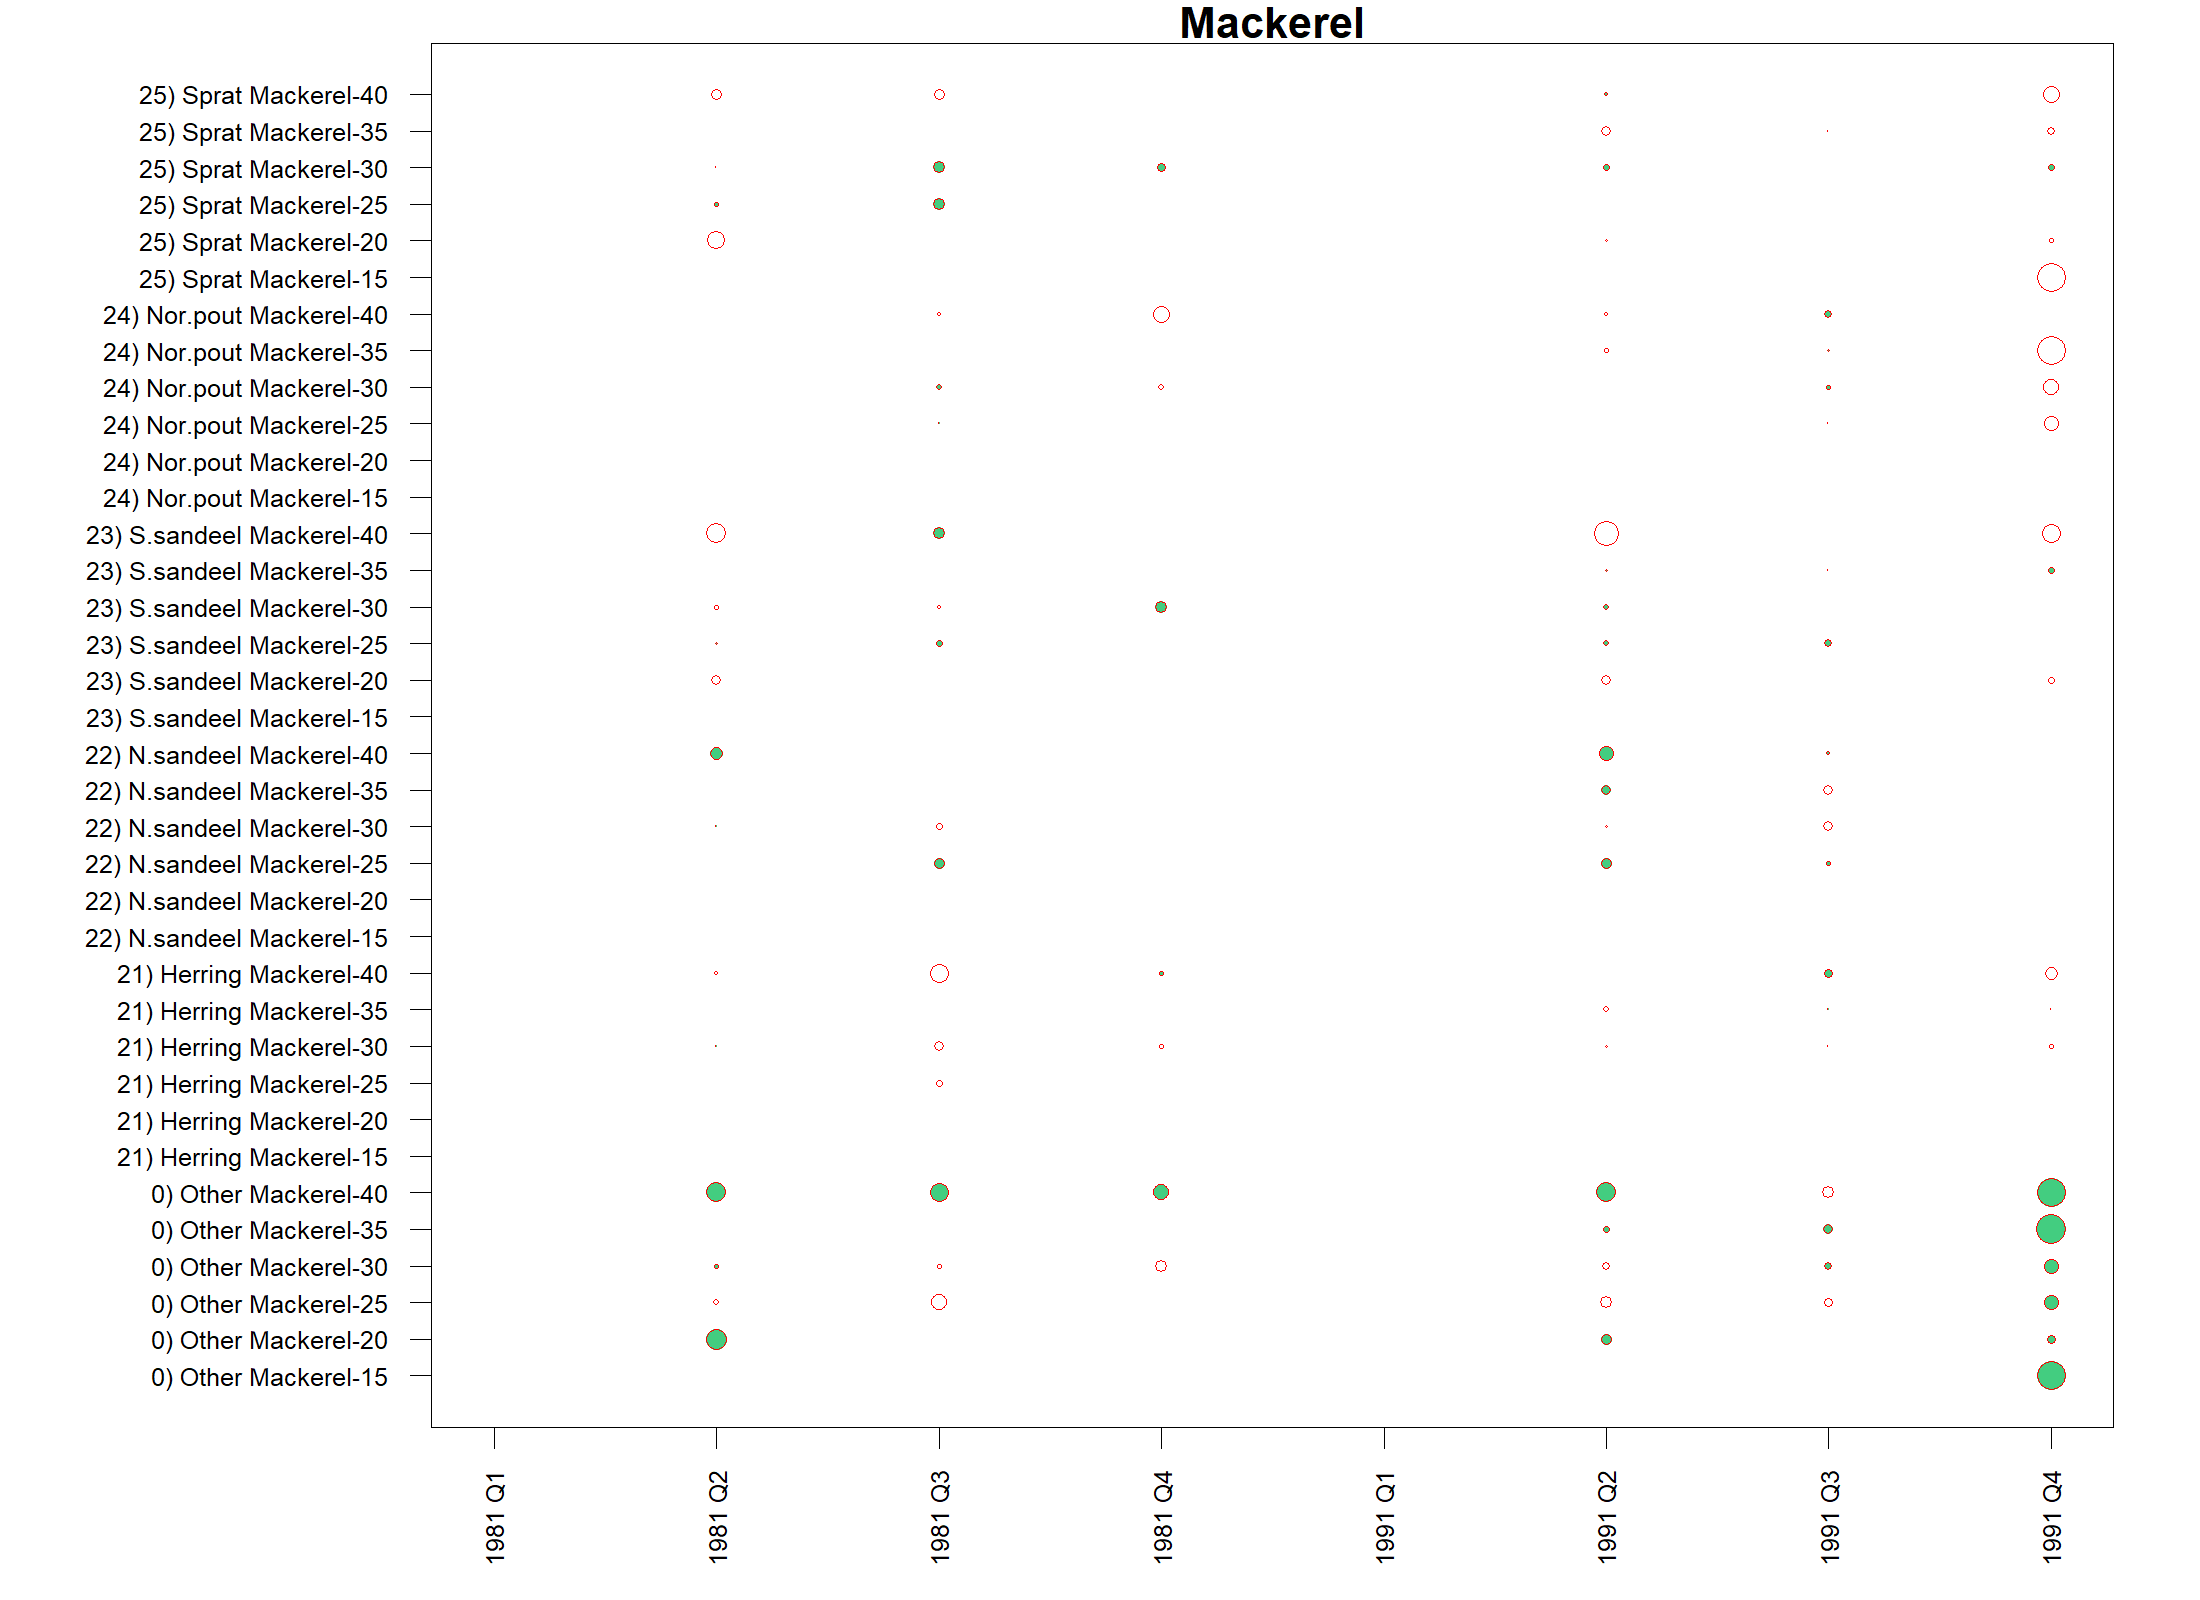 Mackerel
25) Sprat Mackerel-40
25) Sprat Mackerel-35
25) Sprat Mackerel-30
25) Sprat Mackerel-25
25) Sprat Mackerel-20
25) Sprat Mackerel-15
24) Nor.pout Mackerel-40
24) Nor.pout Mackerel-35
24) Nor.pout Mackerel-30
24) Nor.pout Mackerel-25
24) Nor.pout Mackerel-20
24) Nor.pout Mackerel-15
23) S.sandeel Mackerel-40
23) S.sandeel Mackerel-35
23) S.sandeel Mackerel-30
23) S.sandeel Mackerel-25
23) S.sandeel Mackerel-20
23) S.sandeel Mackerel-15
22) N.sandeel Mackerel-40
22) N.sandeel Mackerel-35
22) N.sandeel Mackerel-30
22) N.sandeel Mackerel-25
22) N.sandeel Mackerel-20
22) N.sandeel Mackerel-15
21) Herring Mackerel-40
21) Herring Mackerel-35
21) Herring Mackerel-30
21) Herring Mackerel-25
21) Herring Mackerel-20
21) Herring Mackerel-15
0) Other Mackerel-40
0) Other Mackerel-35
0) Other Mackerel-30
0) Other Mackerel-25
0) Other Mackerel-20
0) Other Mackerel-15
1981 Q1
1981 Q2
1981 Q3
1981 Q4
1991 Q1
1991 Q2
1991 Q3
1991 Q4